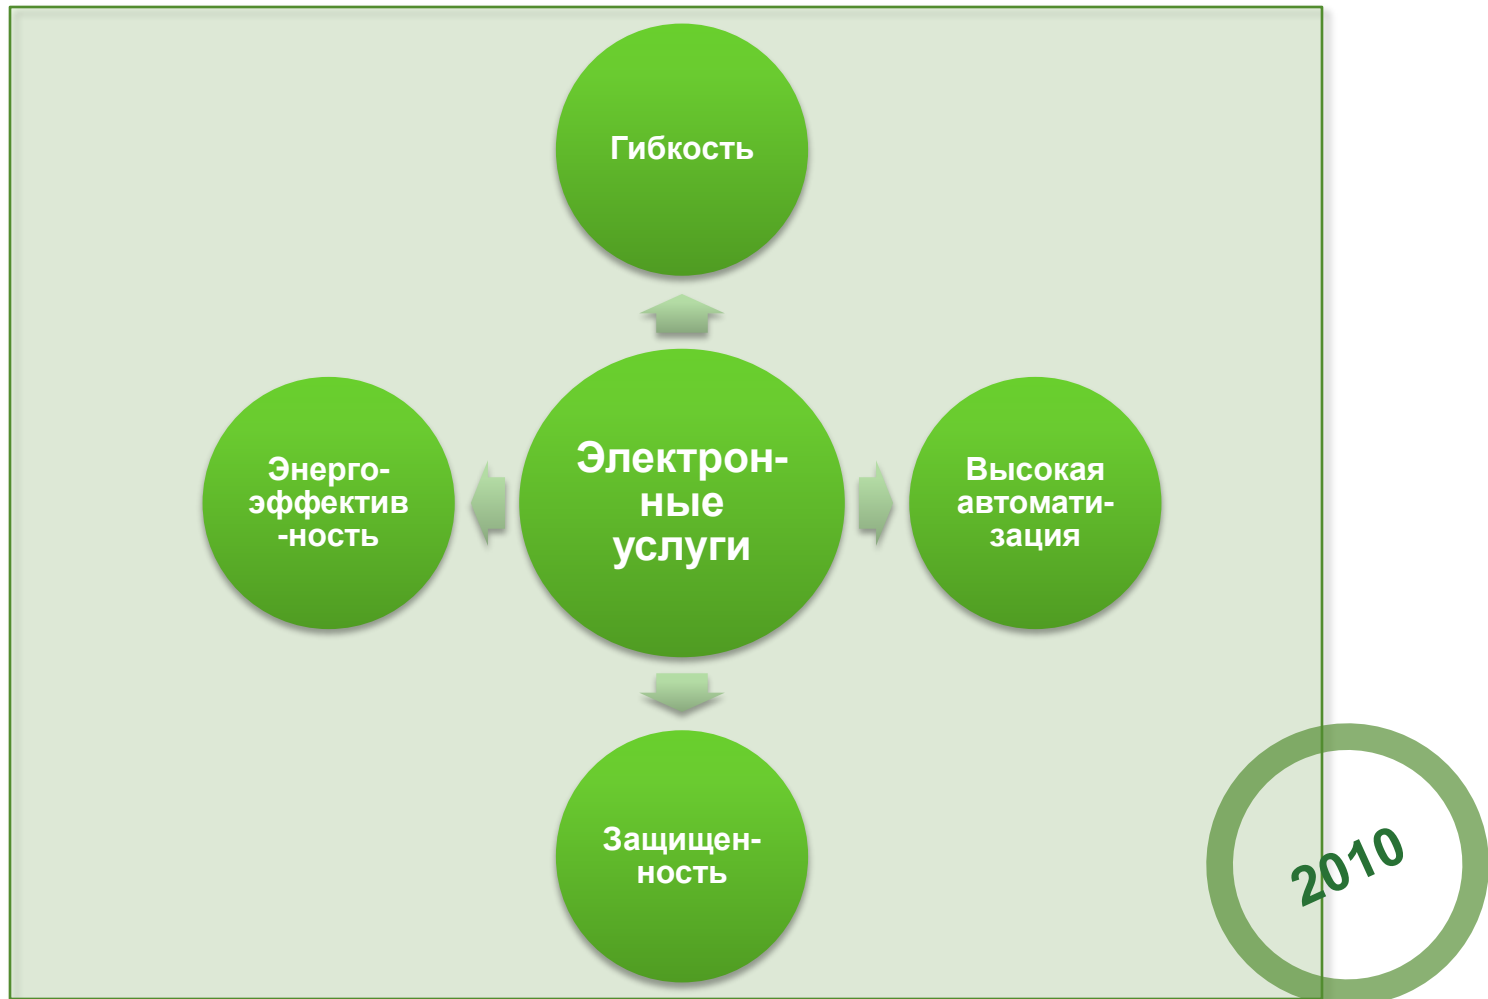 Гибкость
Энерго-
эффектив
-ность
Электрон-
ные
услуги
Высокая
автомати-
зация
Защищен-
ность
2010